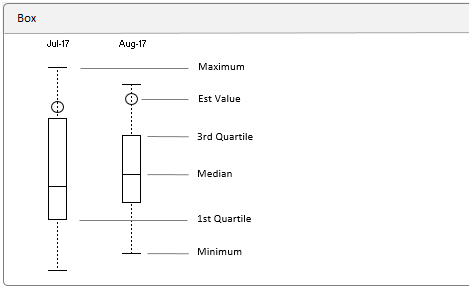 Box
Jul-17 Aug-17
Maximum
Est Value
3rd Quartile
Median
1st Quartile
Minimum